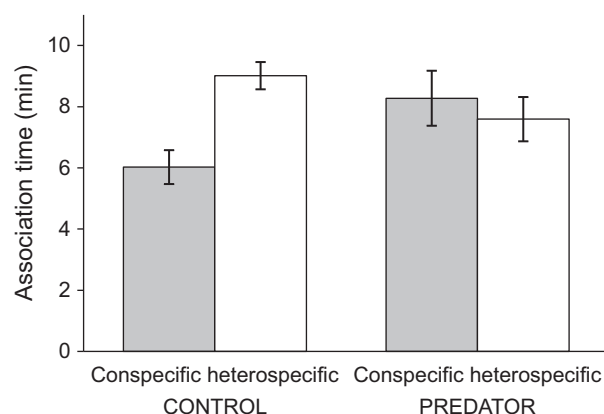 Association time (min)
10
8
6
4
2
0
Conspecific heterospecific Conspecific heterospecific
CONTROL PREDATOR